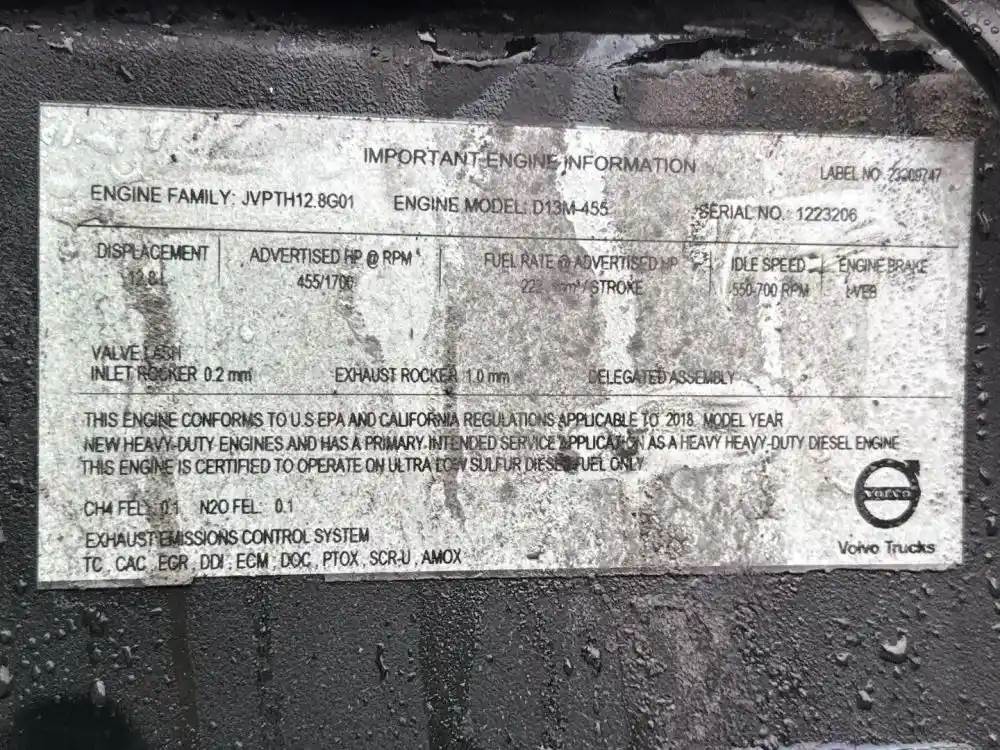 IMPORTANT ENGINE INFORMATION
LABEL NO.
ENGINE FAMILY: JVPTH12.8G01 ENGINE MODEL: D13M-455 SERIAL NO.: 1223206
DISPLACEMENT ADVERTISED HP @ RPM FUEL RATE @ ADVERTISED HP IDLE SPEED ENGINE BRAKE
12.8 L 455/1700 mm³/STROKE 550-700 RPM
VALVE LASH
INLET ROCKER 0.2 mm EXHAUST ROCKER 1.0 mm DELEGATED ASSEMBLY
THIS ENGINE CONFORMS TO U.S EPA AND CALIFORNIA REGULATIONS APPLICABLE TO 2018 MODEL YEAR
NEW HEAVY-DUTY ENGINES AND HAS A PRIMARY INTENDED SERVICE APPLICATION AS A HEAVY HEAVY-DUTY DIESEL ENGINE
THIS ENGINE IS CERTIFIED TO OPERATE ON ULTRA LOW SULFUR DIESEL FUEL ONLY
CH4 FEL: 0.1 N2O FEL: 0.1
EXHAUST EMISSIONS CONTROL SYSTEM
TC , CAC , EGR , DDI , ECM , DOC , PTOX , SCR-U , AMOX
VOLVO
Volvo Trucks